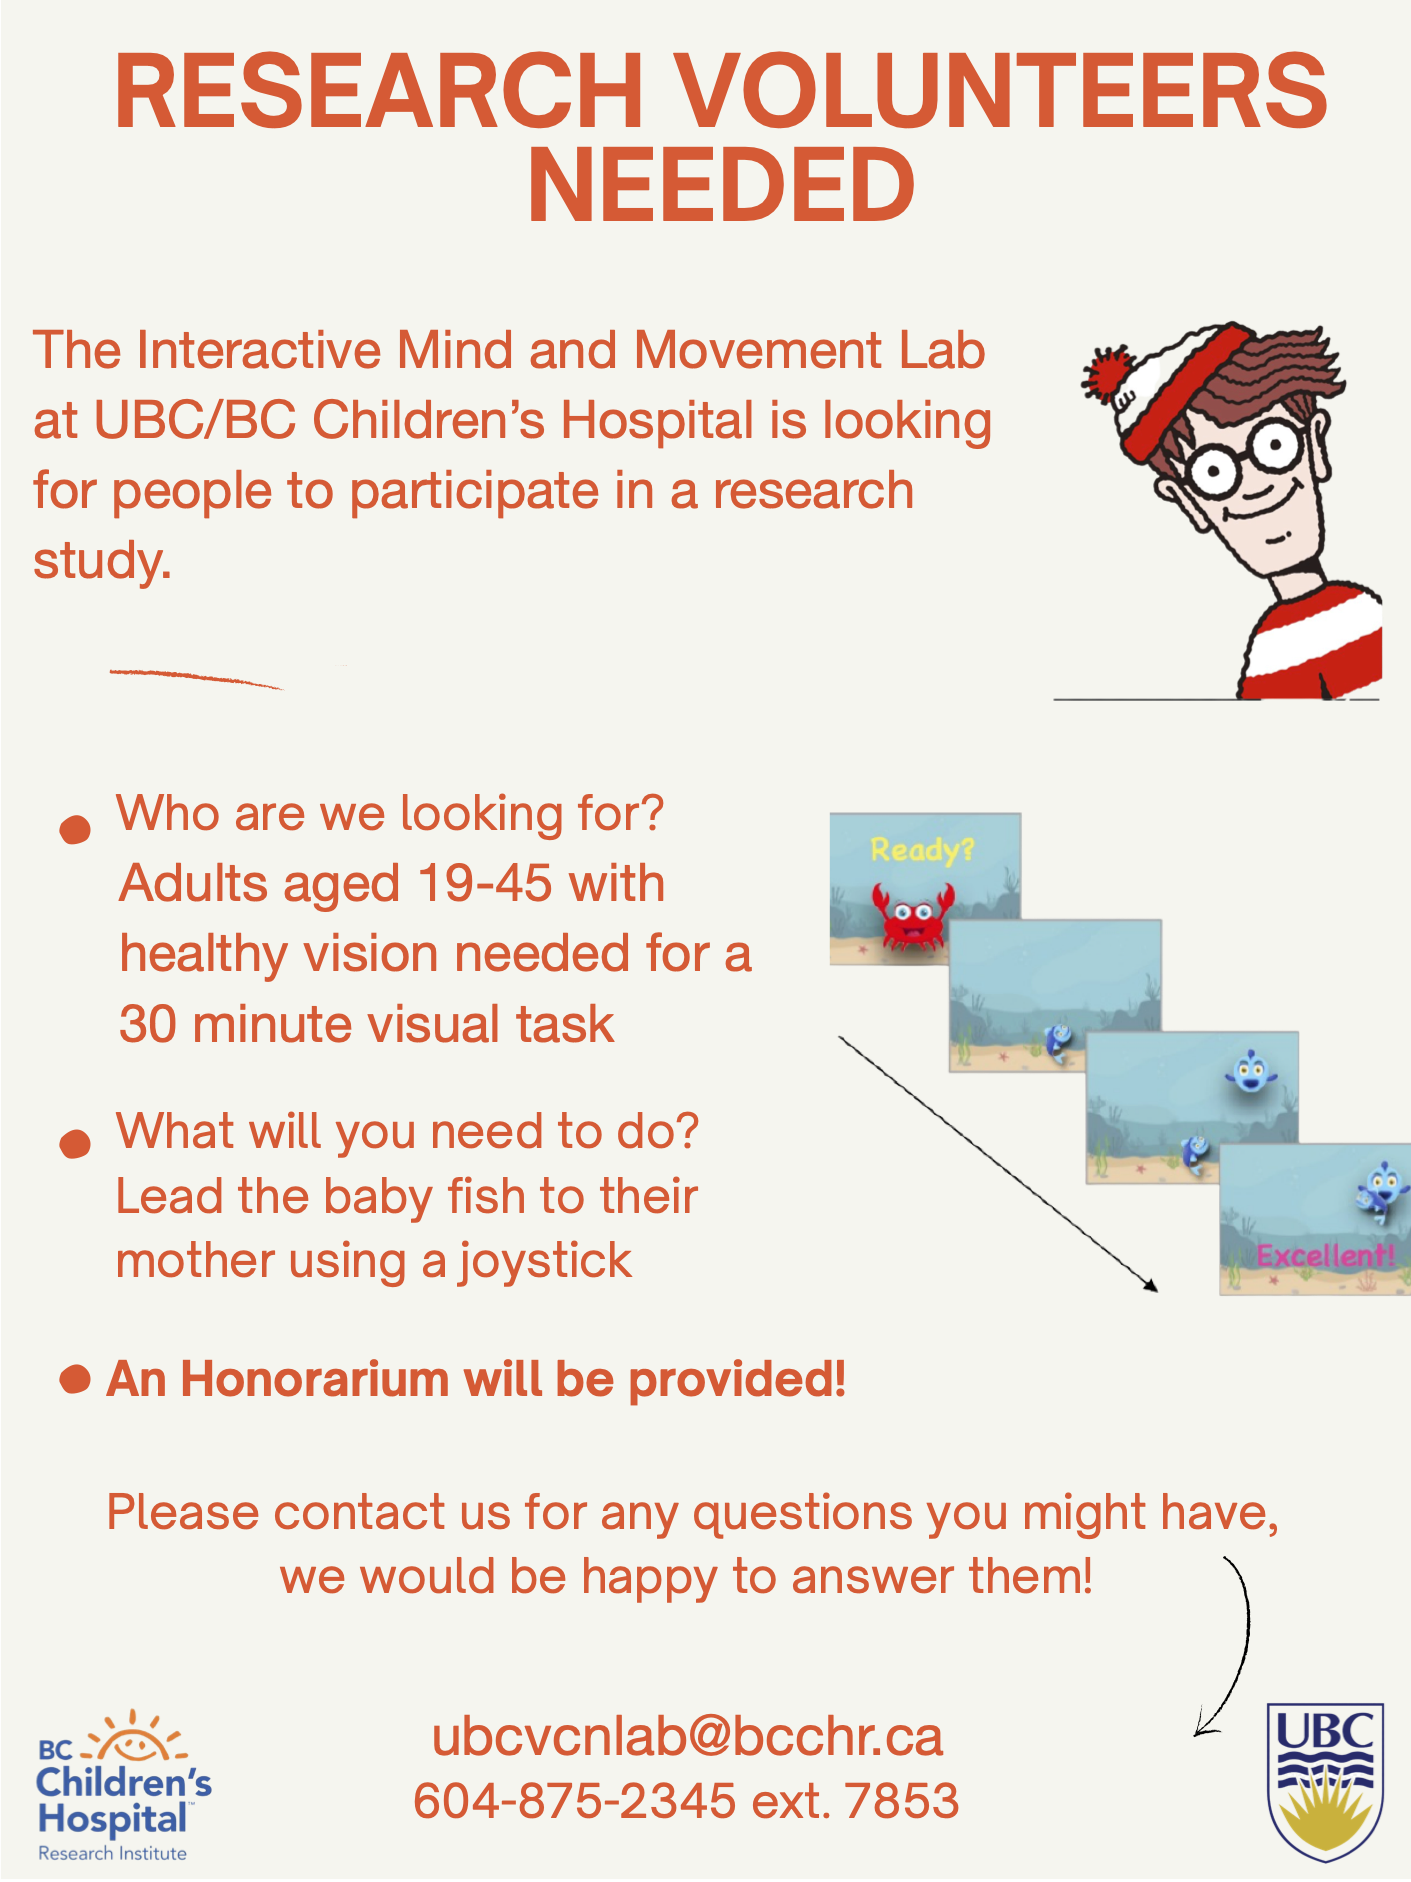 RESEARCH VOLUNTEERS
NEEDED
The Interactive Mind and Movement Lab
at UBC/BC Children’s Hospital is looking
for people to participate in a research
study.
Who are we looking for?
Adults aged 19-45 with
healthy vision needed for a
30 minute visual task
Ready?
What will you need to do?
Lead the baby fish to their
mother using a joystick
Excellent!
An Honorarium will be provided!
Please contact us for any questions you might have,
we would be happy to answer them!
ubcvcnlab@bcchr.ca
604-875-2345 ext. 7853
BC
Children's
Hospital™
Research Institute
UBC